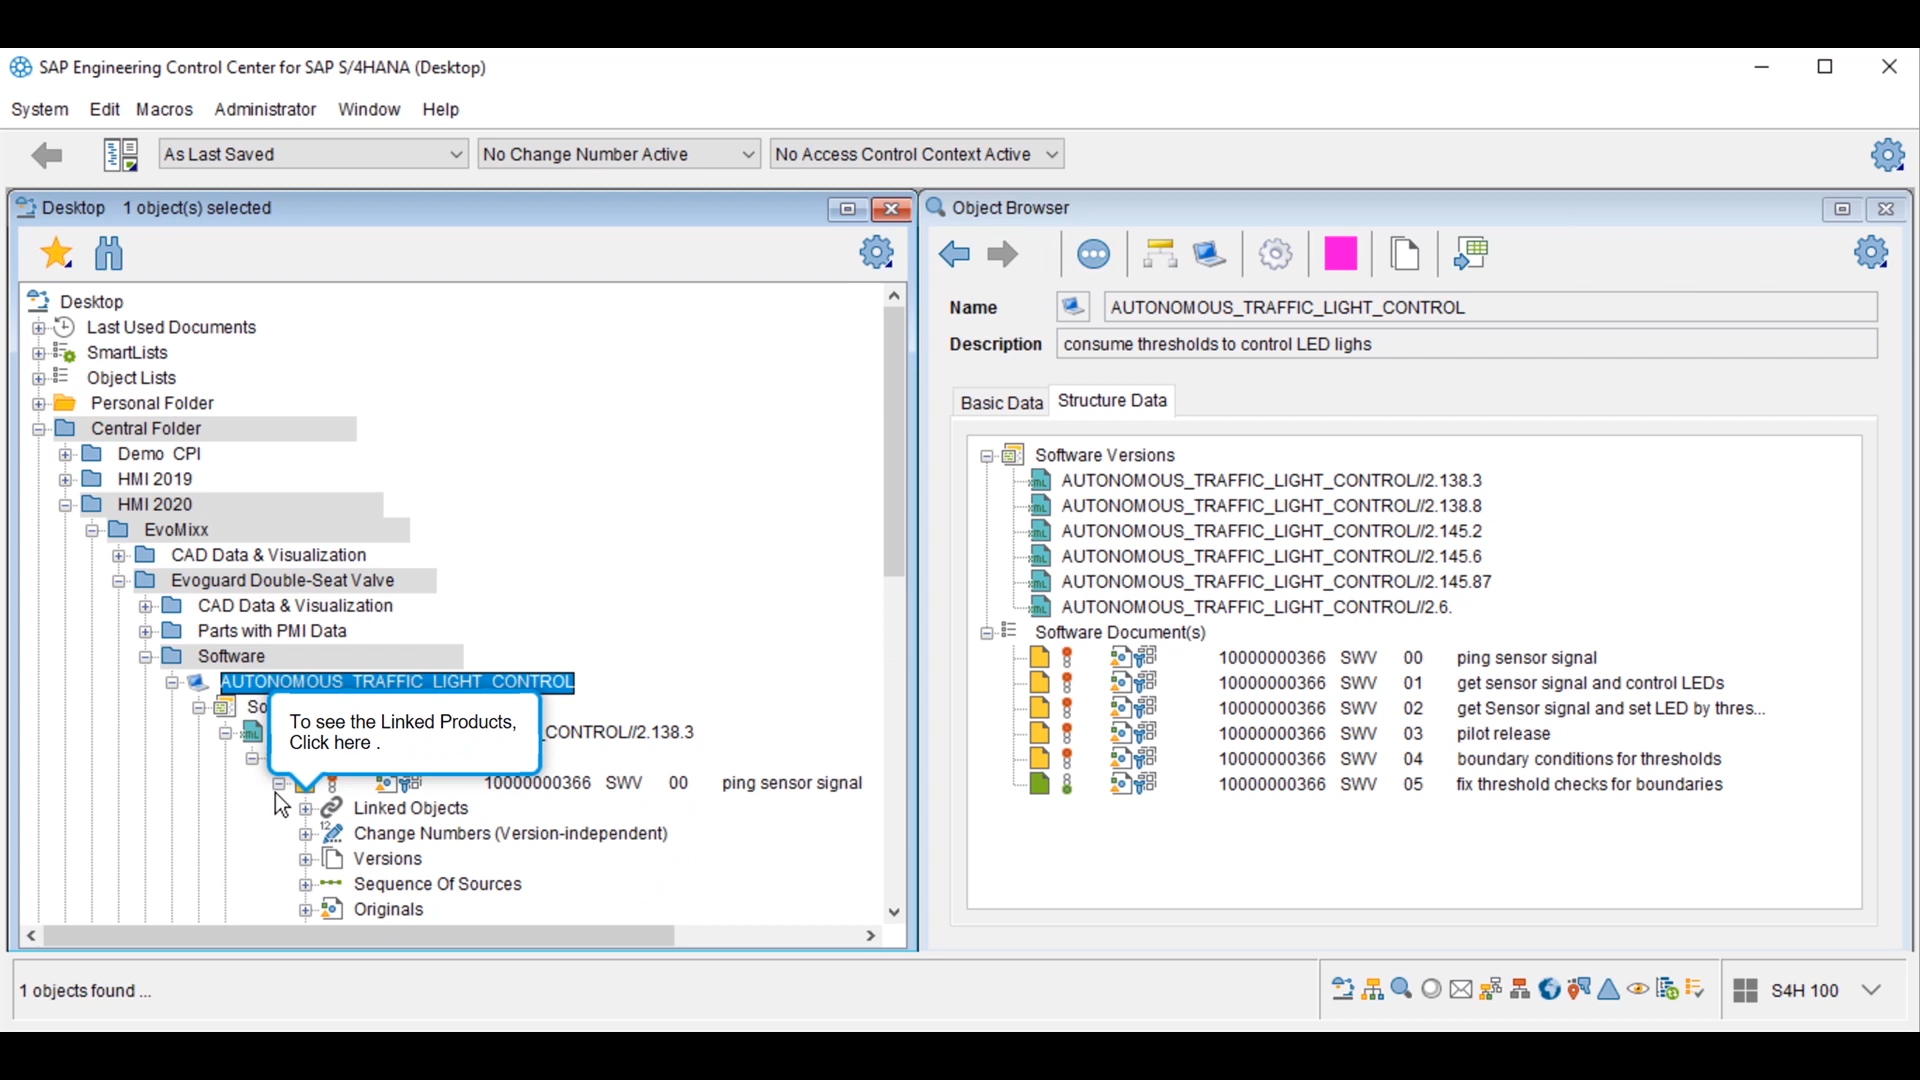 SAP Engineering Control Center for SAP S/4HANA (Desktop)
System Edit Macros Administrator Window Help
As Last Saved No Change Number Active No Access Control Context Active
Desktop 1 object(s) selected
Desktop
Last Used Documents
SmartLists
Object Lists
Personal Folder
Central Folder
Demo CPI
HMI 2019
HMI 2020
EvoMixx
CAD Data & Visualization
Evoguard Double-Seat Valve
CAD Data & Visualization
Parts with PMI Data
Software
AUTONOMOUS_TRAFFIC_LIGHT_CONTROL
So
_CONTROL//2.138.3
To see the Linked Products,
Click here .
10000000366 SWV 00 ping sensor signal
Linked Objects
Change Numbers (Version-independent)
Versions
Sequence Of Sources
Originals
Object Browser
Name AUTONOMOUS_TRAFFIC_LIGHT_CONTROL
Description consume thresholds to control LED lighs
Basic Data Structure Data
Software Versions
AUTONOMOUS_TRAFFIC_LIGHT_CONTROL//2.138.3
AUTONOMOUS_TRAFFIC_LIGHT_CONTROL//2.138.8
AUTONOMOUS_TRAFFIC_LIGHT_CONTROL//2.145.2
AUTONOMOUS_TRAFFIC_LIGHT_CONTROL//2.145.6
AUTONOMOUS_TRAFFIC_LIGHT_CONTROL//2.145.87
AUTONOMOUS_TRAFFIC_LIGHT_CONTROL//2.6.
Software Document(s)
10000000366 SWV 00 ping sensor signal
10000000366 SWV 01 get sensor signal and control LEDs
10000000366 SWV 02 get Sensor signal and set LED by thres...
10000000366 SWV 03 pilot release
10000000366 SWV 04 boundary conditions for thresholds
10000000366 SWV 05 fix threshold checks for boundaries
1 objects found ...
S4H 100